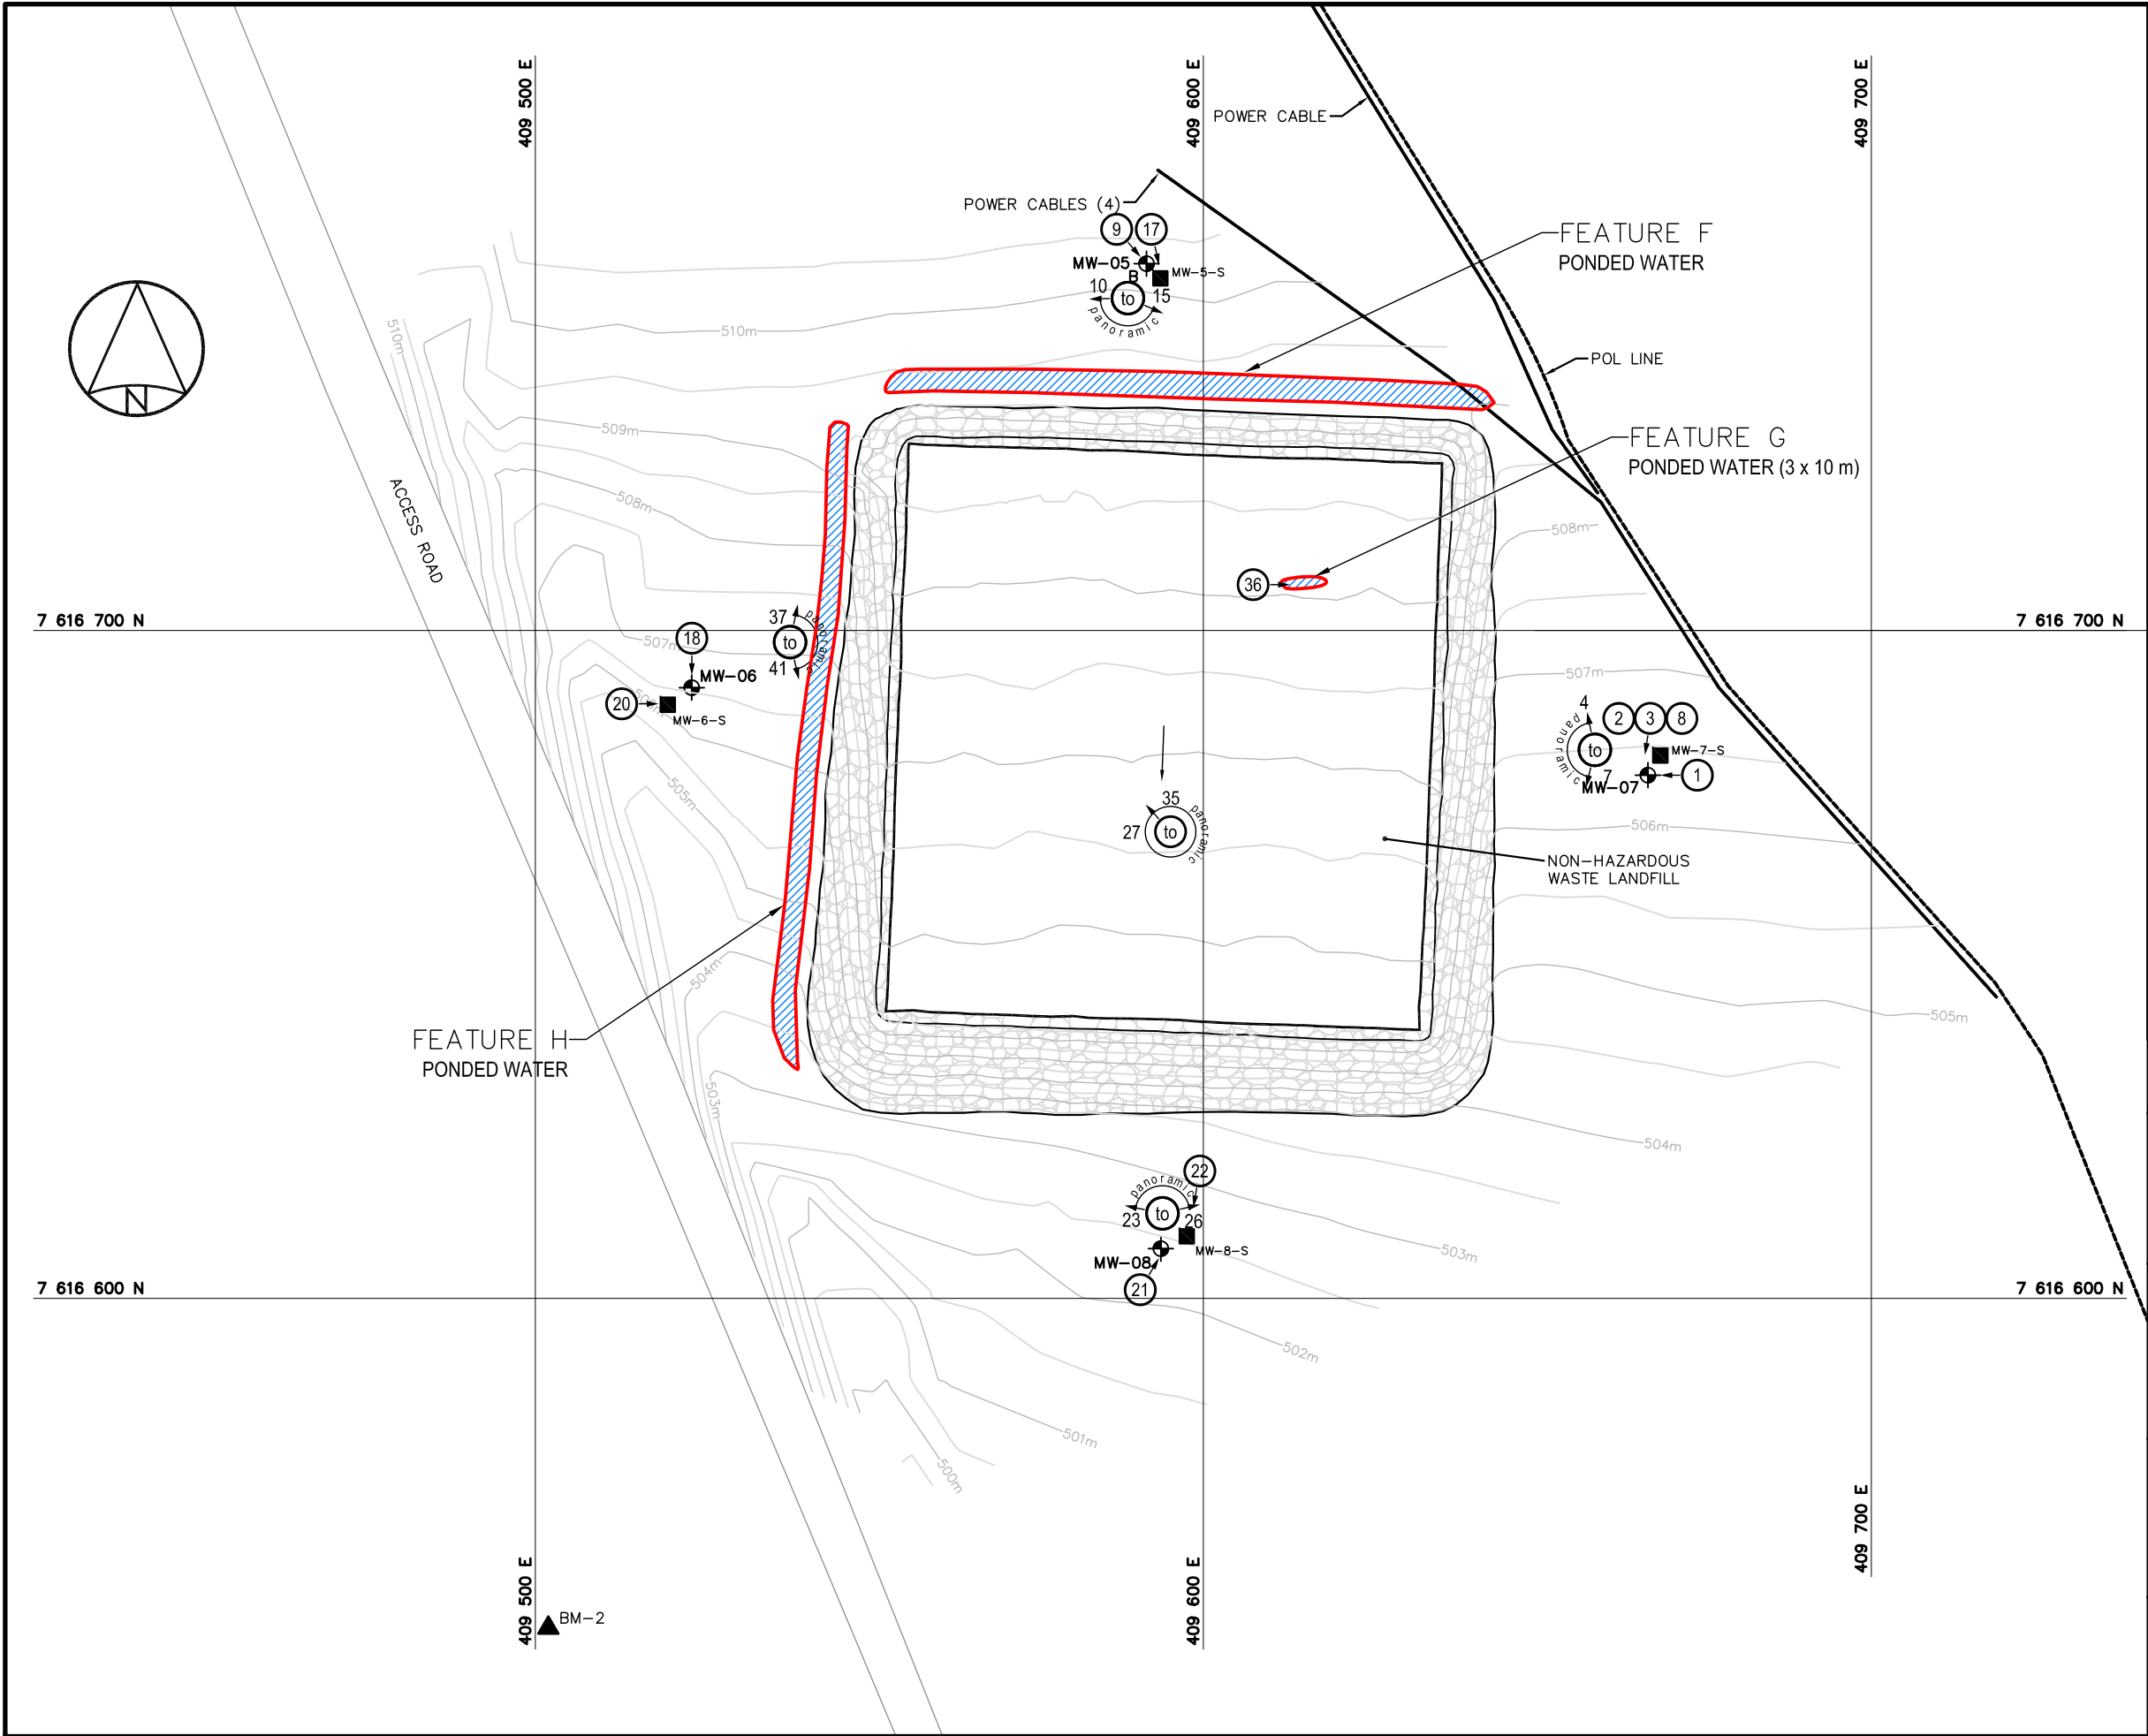 409 500 E
409 600 E
409 700 E
POWER CABLE
POWER CABLES (4)
9
17
MW-05
B
MW-5-S
10
to
15
panoramic
FEATURE F
PONDED WATER
POL LINE
N
510m
510m
509m
508m
FEATURE G
PONDED WATER (3 x 10 m)
508m
ACCESS ROAD
36
7 616 700 N
7 616 700 N
37
to
41
panoramic
18
507m
MW-06
20
MW-6-S
507m
4
to
7
panoramic
2
3
8
MW-7-S
MW-07
1
505m
35
27
to
panoramic
506m
NON-HAZARDOUS
WASTE LANDFILL
504m
505m
FEATURE H
PONDED WATER
503m
504m
22
panoramic
23
to
26
MW-8-S
MW-08
21
503m
7 616 600 N
7 616 600 N
502m
501m
500m
409 500 E
409 600 E
409 700 E
BM-2